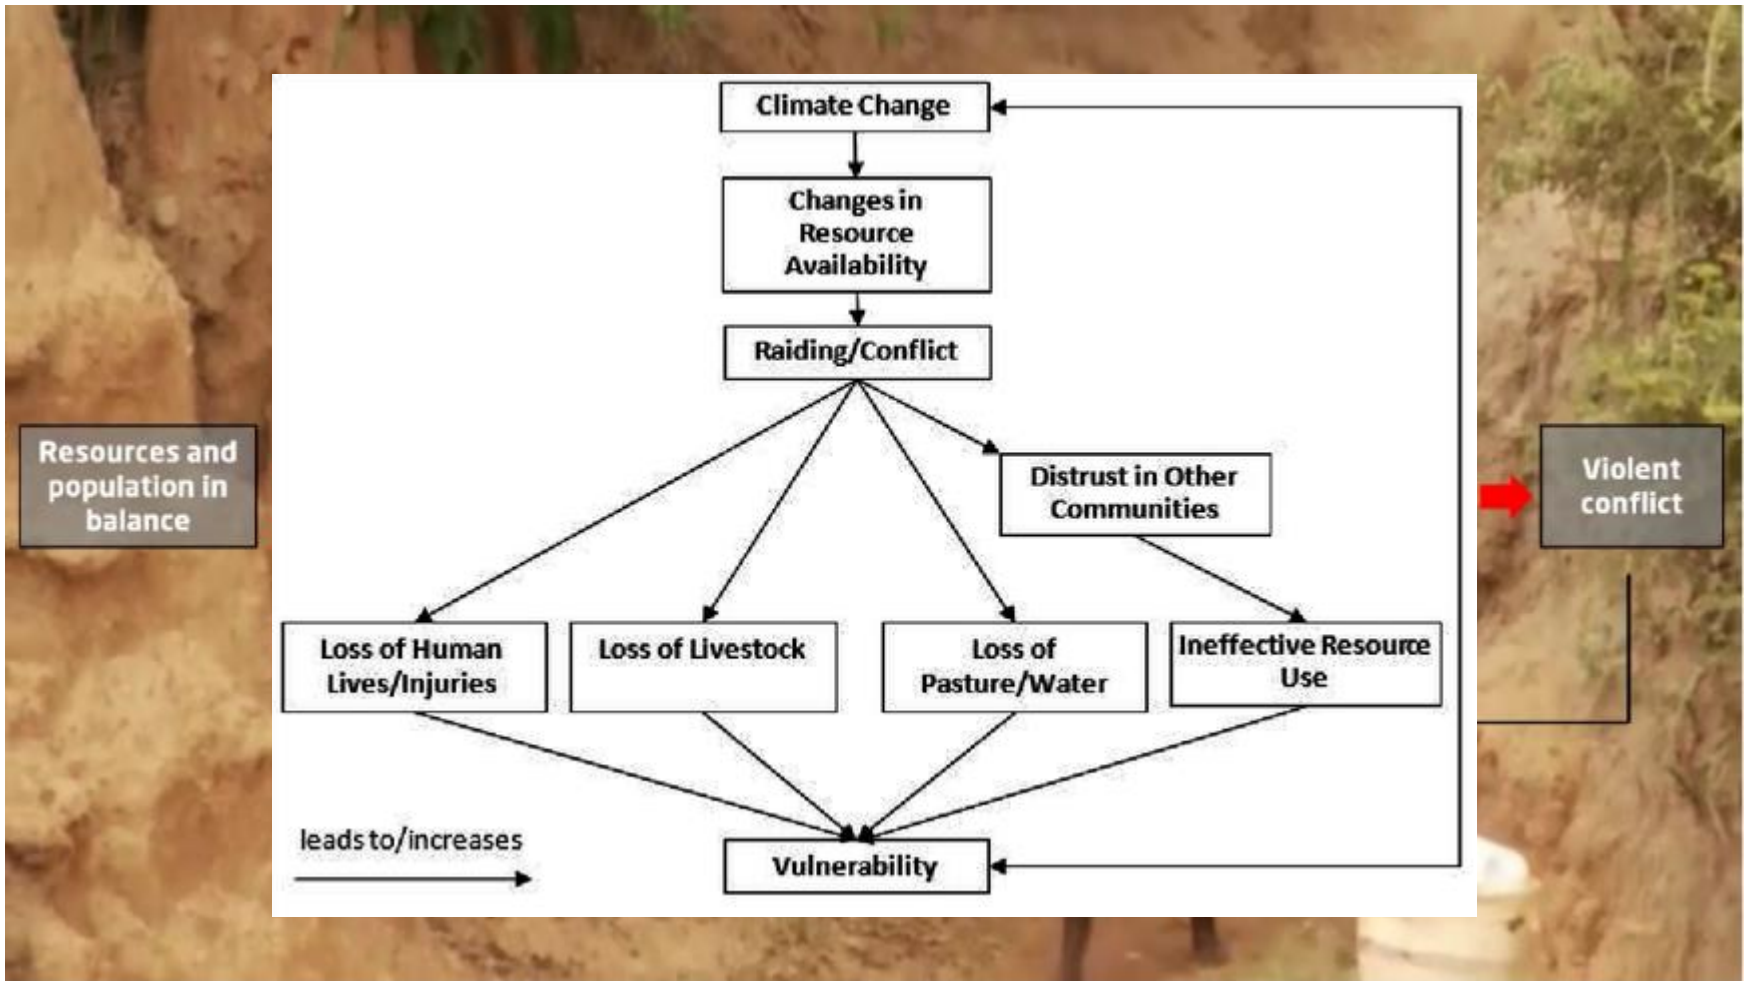 Climate Change
Changes in
Resource
Availability
Raiding/Conflict
Resources and
population in
balance
Distrust in Other
Communities
Violent
conflict
Loss of Human
Lives/Injuries
Loss of Livestock
Loss of
Pasture/Water
Ineffective Resource
Use
leads to/increases
Vulnerability